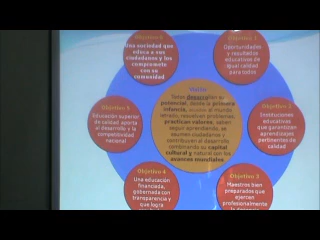 Objetivo 6
Una sociedad que
educa a sus
ciudadanos y los
compromete
con su
comunidad
Objetivo 1
Oportunidades
y resultados
educativos de
igual calidad
para todos
Objetivo 5
Educación superior
de calidad aporta
al desarrollo y la
competitividad
nacional
Visión
Todos desarrollan su
potencial, desde la primera
infancia, acceden al mundo
letrado, resuelven problemas,
practican valores, saben
seguir aprendiendo, se
asumen ciudadanos y
contribuyen al desarrollo
combinando su capital
cultural y natural con los
avances mundiales
Objetivo 2
Instituciones
educativas que
garantizan
aprendizajes
pertinentes de
calidad
Objetivo 4
Una educación
financiada,
gobernada con
transparencia y
que logra
Maestros bien
preparados que
ejercen
profesionalmente